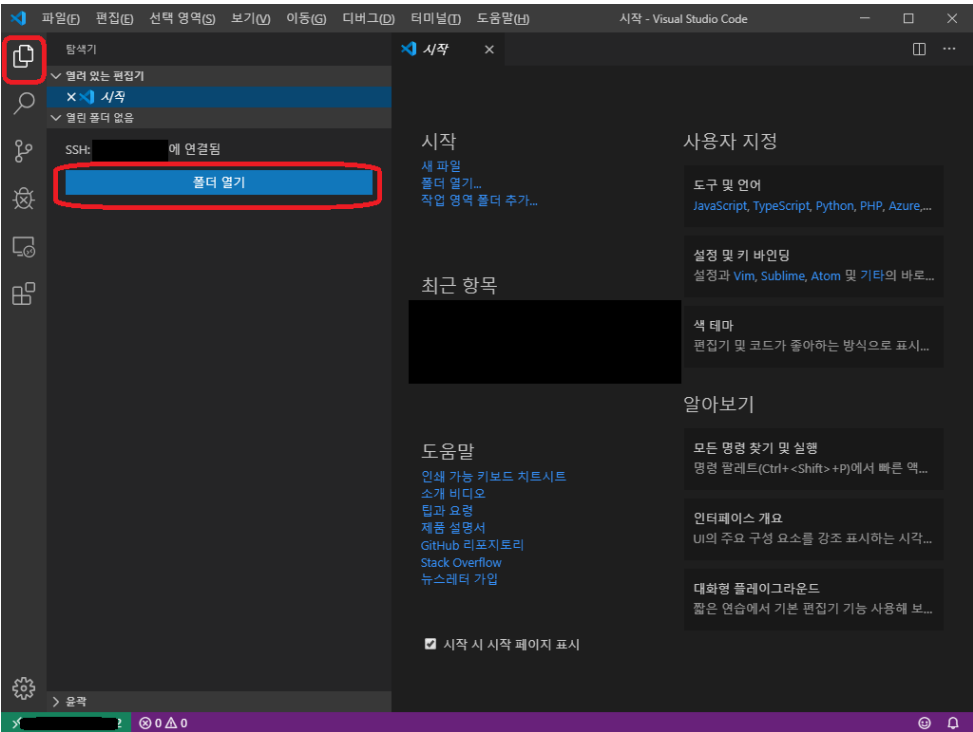 파일(F) 편집(E) 선택 영역(S) 보기(V) 이동(G) 디버그(D) 터미널(T) 도움말(H) 시작 - Visual Studio Code
탐색기
열려 있는 편집기
시작
열린 폴더 없음
SSH: 에 연결됨
폴더 열기
윤곽
시작
시작
새 파일
폴더 열기...
작업 영역 폴더 추가...
최근 항목
도움말
인쇄 가능 키보드 치트시트
소개 비디오
팁과 요령
제품 설명서
GitHub 리포지토리
Stack Overflow
뉴스레터 가입
시작 시 시작 페이지 표시
사용자 지정
도구 및 언어
JavaScript, TypeScript, Python, PHP, Azure,...
설정 및 키 바인딩
설정과 Vim, Sublime, Atom 및 기타의 바로...
색 테마
편집기 및 코드가 좋아하는 방식으로 표시...
알아보기
모든 명령 찾기 및 실행
명령 팔레트(Ctrl+<Shift>+P)에서 빠른 액...
인터페이스 개요
UI의 주요 구성 요소를 강조 표시하는 시각...
대화형 플레이그라운드
짧은 연습에서 기본 편집기 기능 사용해 보...
0 0